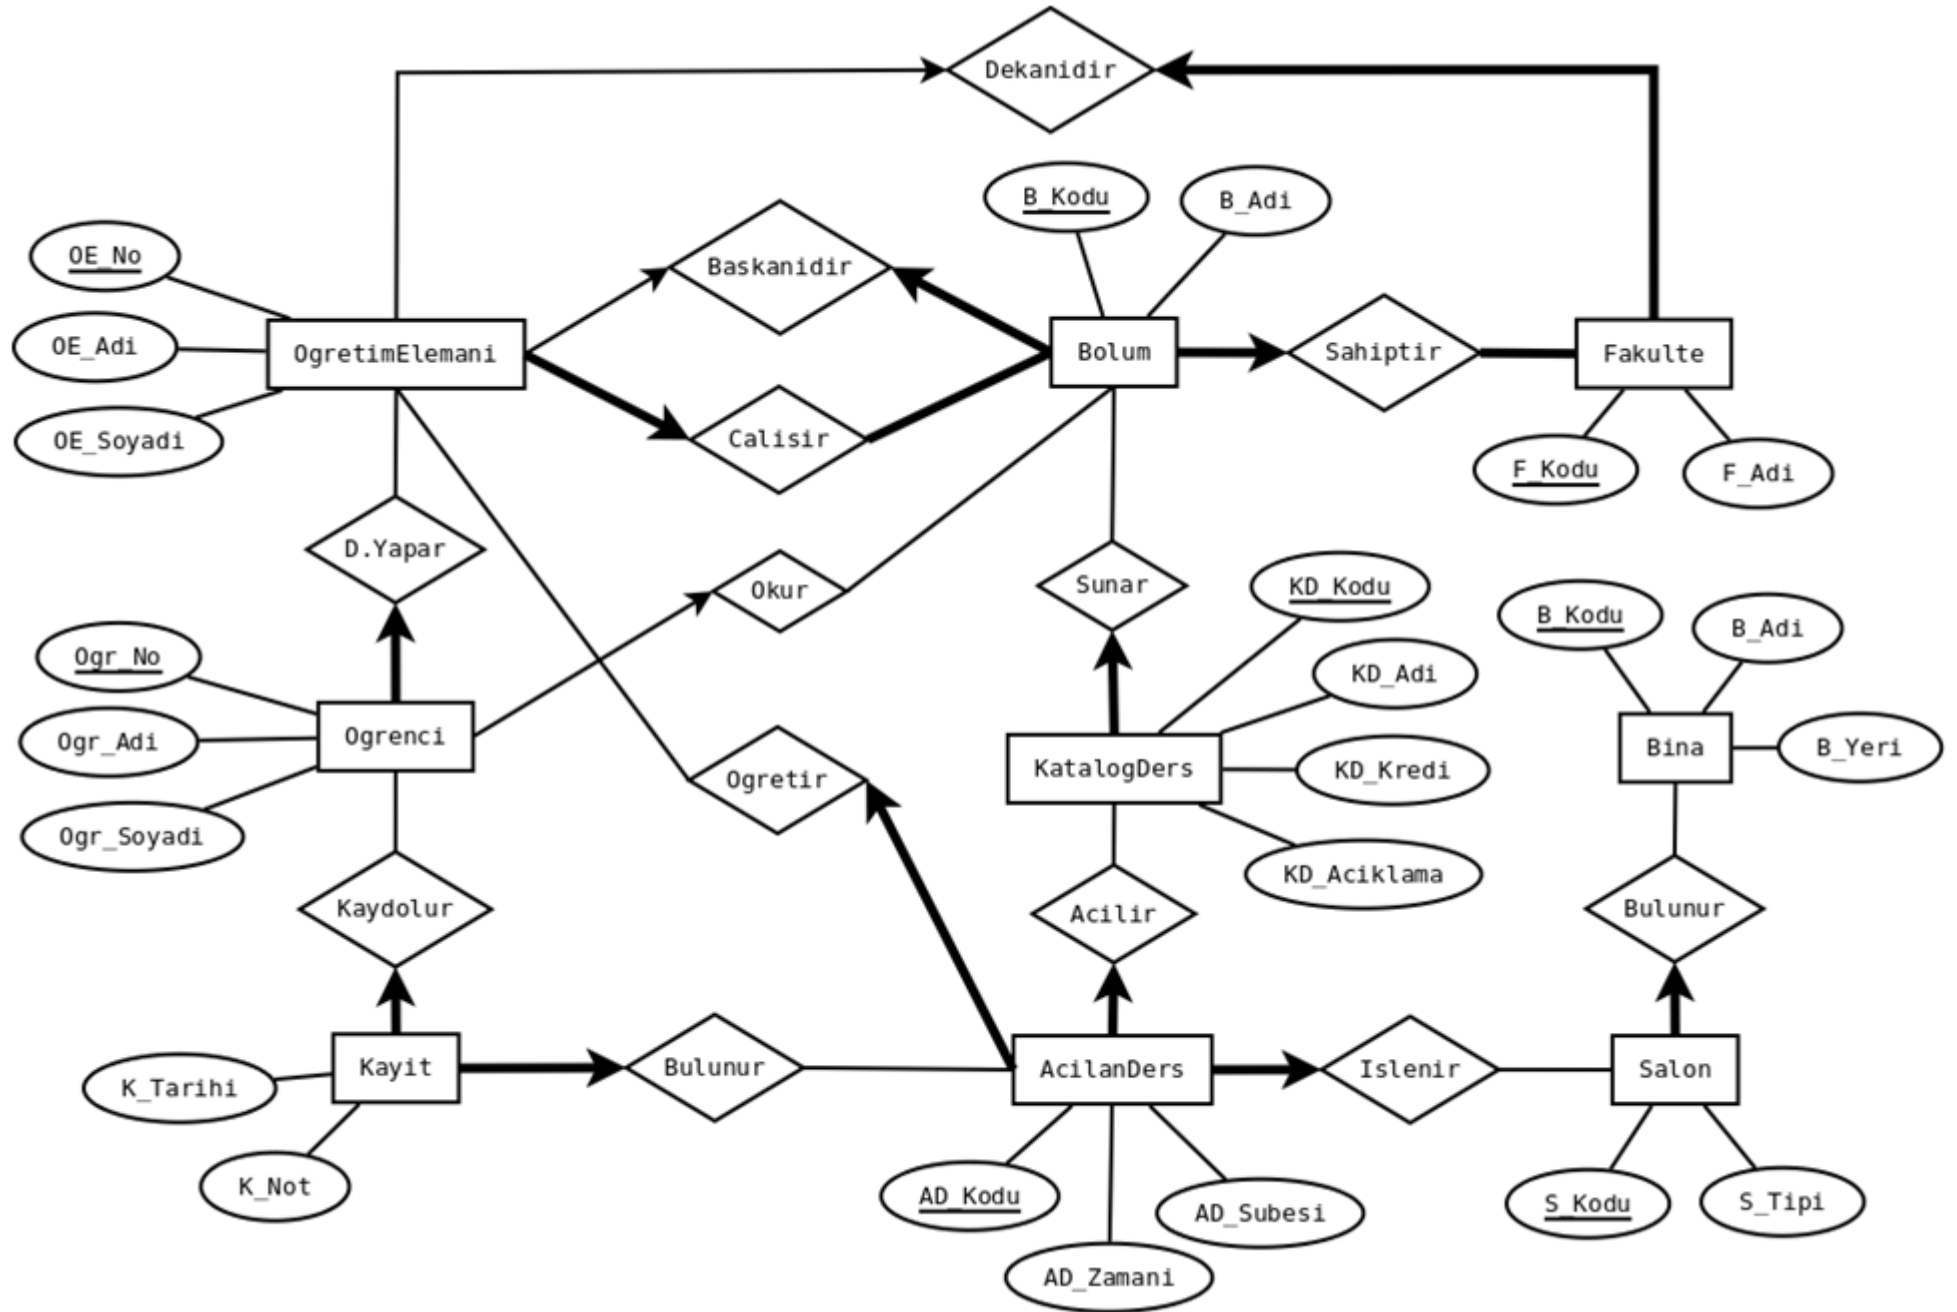 Dekanidir
B_Kodu
B_Adi
OE_No
Baskanidir
OE_Adi
OgretimElemani
Bolum
Sahiptir
Fakulte
OE_Soyadi
Calisir
F_Kodu
F_Adi
D.Yapar
Okur
Sunar
KD_Kodu
B_Kodu
B_Adi
Ogr_No
KD_Adi
Ogr_Adi
Ogrenci
Ogretir
KatalogDers
KD_Kredi
Bina
B_Yeri
Ogr_Soyadi
KD_Aciklama
Kaydolur
Acilir
Bulunur
K_Tarihi
Kayit
Bulunur
AcilanDers
Islenir
Salon
K_Not
AD_Kodu
AD_Subesi
S_Kodu
S_Tipi
AD_Zamani